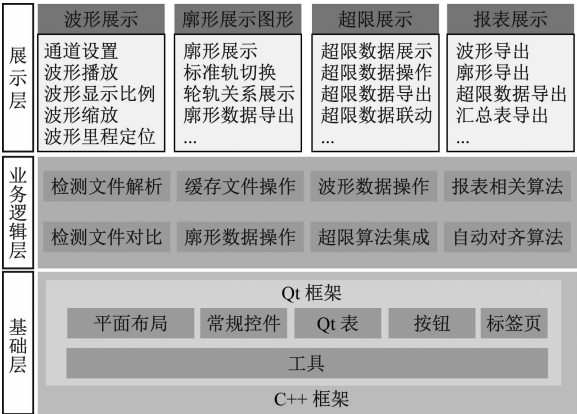 展示层
波形展示
通道设置
波形播放
波形显示比例
波形缩放
波形里程定位
廓形展示图形
廓形展示
标准轨切换
轮轨关系展示
廓形数据导出
...
超限展示
超限数据展示
超限数据操作
超限数据导出
超限数据联动
...
报表展示
波形导出
廓形导出
超限数据导出
汇总表导出
...
业务逻辑层
检测文件解析 缓存文件操作 波形数据操作 报表相关算法
检测文件对比 廓形数据操作 超限算法集成 自动对齐算法
基础层
Qt 框架
平面布局 常规控件 Qt 表 按钮 标签页
工具
C++ 框架